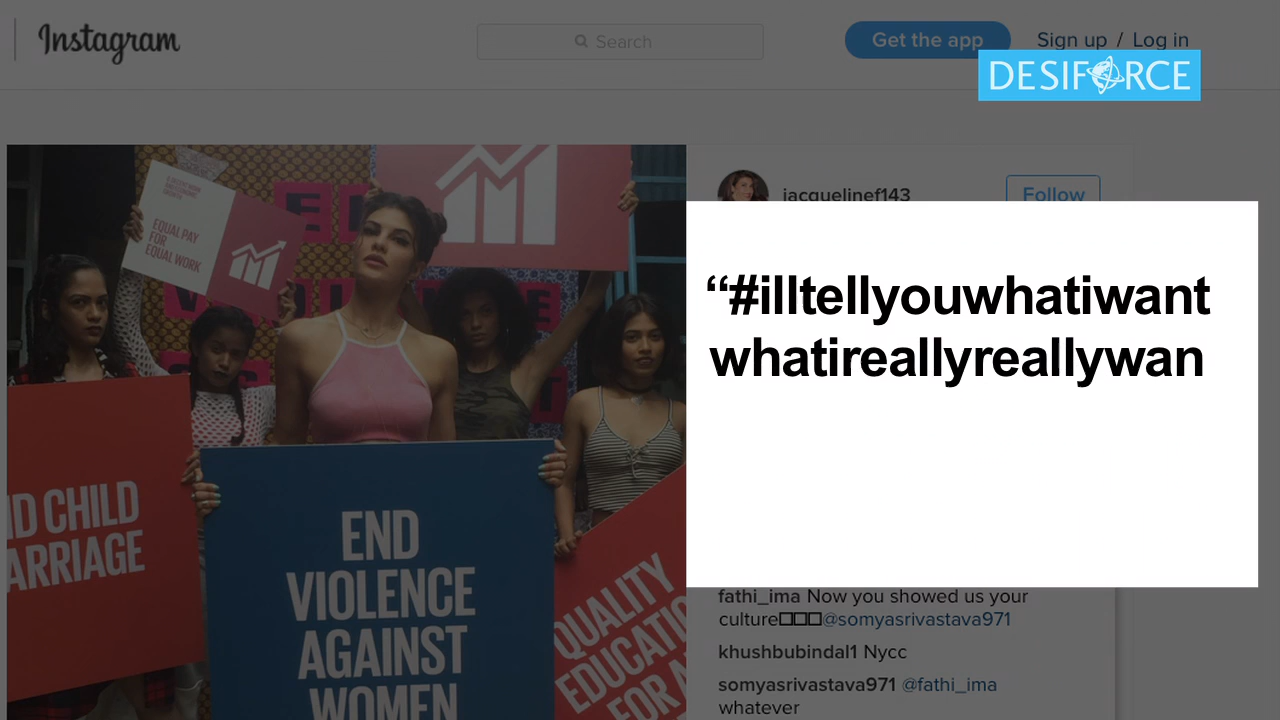 Instagram
Search
Get the app
Sign up / Log in
DESIFORCE
EQUAL PAY
FOR
EQUAL WORK
jacquelinef143
Follow
“#illtellyouwhatiwant
whatireallyreallywan
ND CHILD
ARRIAGE
END
VIOLENCE
AGAINST
WOMEN
QUALITY
EDUCATIO
FOR A
fathi_ima Now you showed us your
culture□□□@somyasrivastava971
khushbubindal1 Nycc
somyasrivastava971 @fathi_ima
whatever